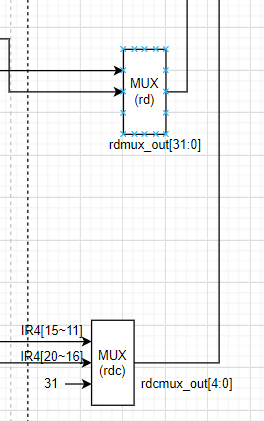 MUX
(rd)
rdmux_out[31:0]
IR4[15~11]
IR4[20~16]
31
MUX
(rdc)
rdcmux_out[4:0]